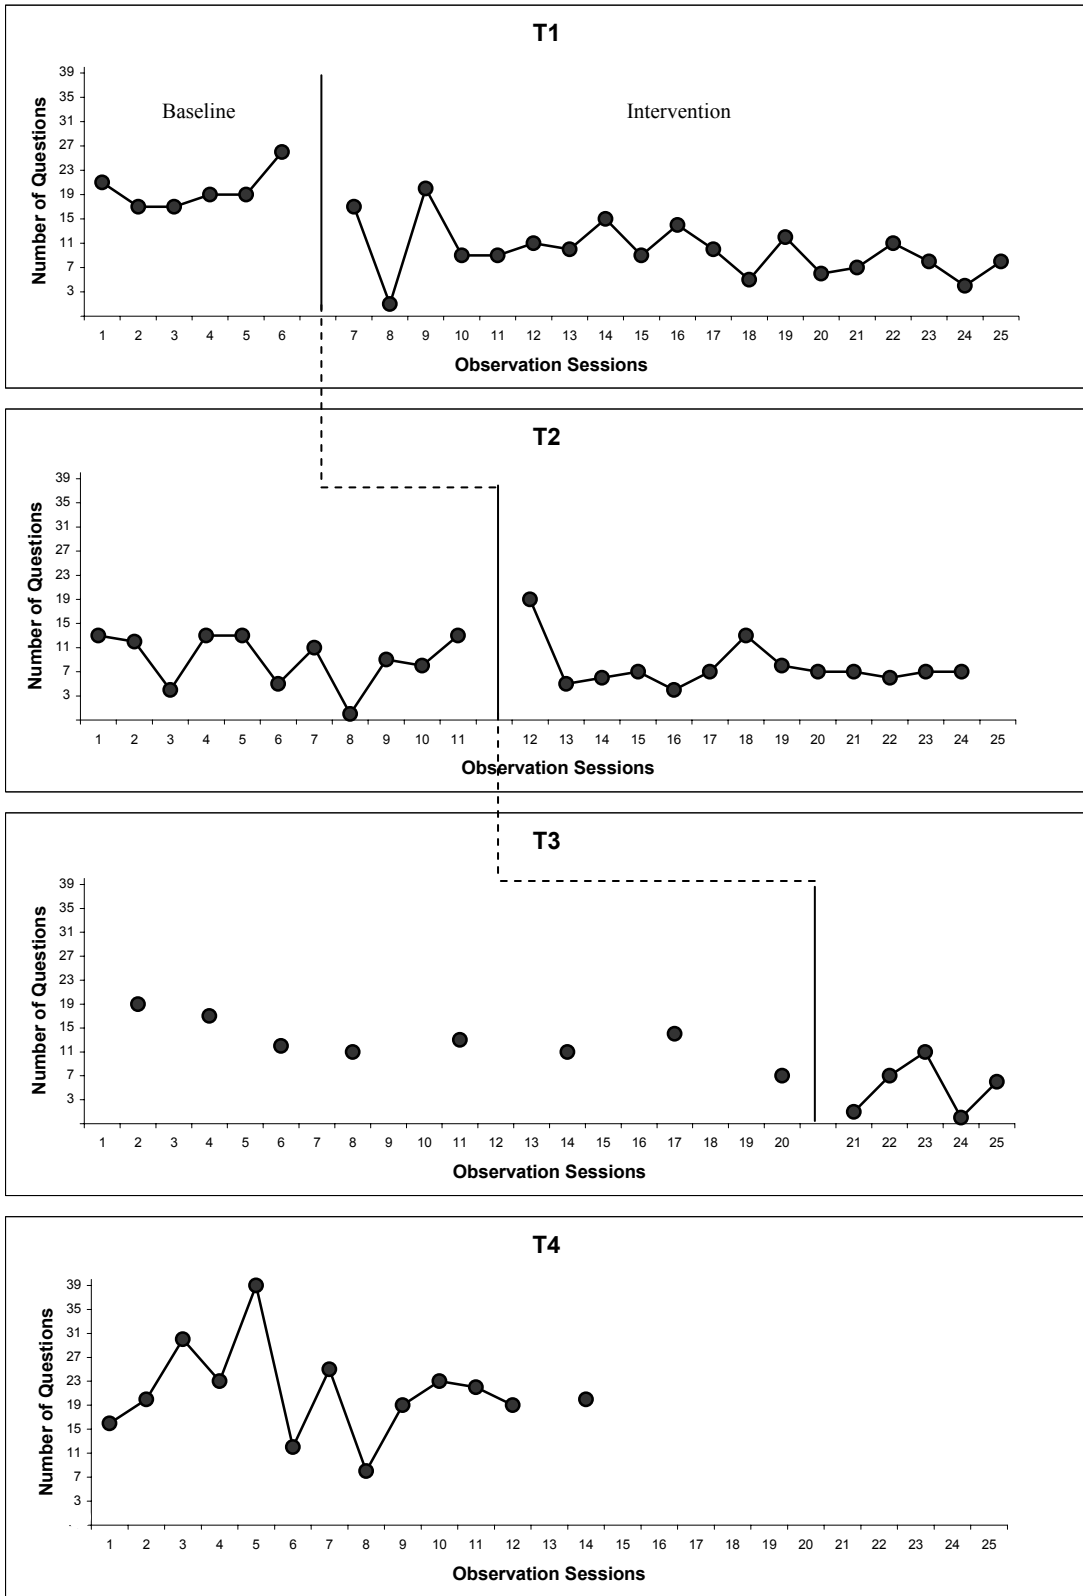 T1
39
35
31
27
23
19
15
11
7
3
Number of Questions
Baseline
Intervention
1 2 3 4 5 6 7 8 9 10 11 12 13 14 15 16 17 18 19 20 21 22 23 24 25
Observation Sessions
T2
39
35
31
27
23
19
15
11
7
3
Number of Questions
1 2 3 4 5 6 7 8 9 10 11 12 13 14 15 16 17 18 19 20 21 22 23 24 25
Observation Sessions
T3
39
35
31
27
23
19
15
11
7
3
Number of Questions
1 2 3 4 5 6 7 8 9 10 11 12 13 14 15 16 17 18 19 20 21 22 23 24 25
Observation Sessions
T4
39
35
31
27
23
19
15
11
7
3
-
Number of Questions
1 2 3 4 5 6 7 8 9 10 11 12 13 14 15 16 17 18 19 20 21 22 23 24 25
Observation Sessions